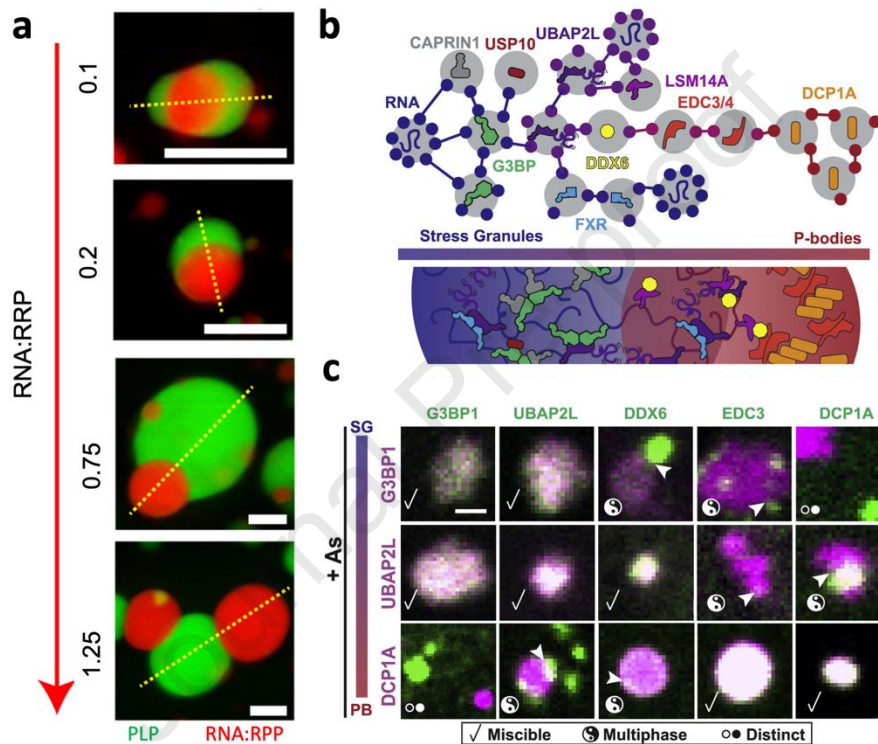 a
RNA:RRP
0.1
0.2
0.75
1.25
PLP
RNA:RPP
b
UBAP2L
CAPRIN1
USP10
LSM14A
RNA
EDC3/4
DCP1A
G3BP
DDX6
FXR
Stress Granules
P-bodies
c
G3BP1
UBAP2L
DDX6
EDC3
DCP1A
+ As
SG
PB
G3BP1
UBAP2L
DCP1A
✓ Miscible
Multiphase
Distinct